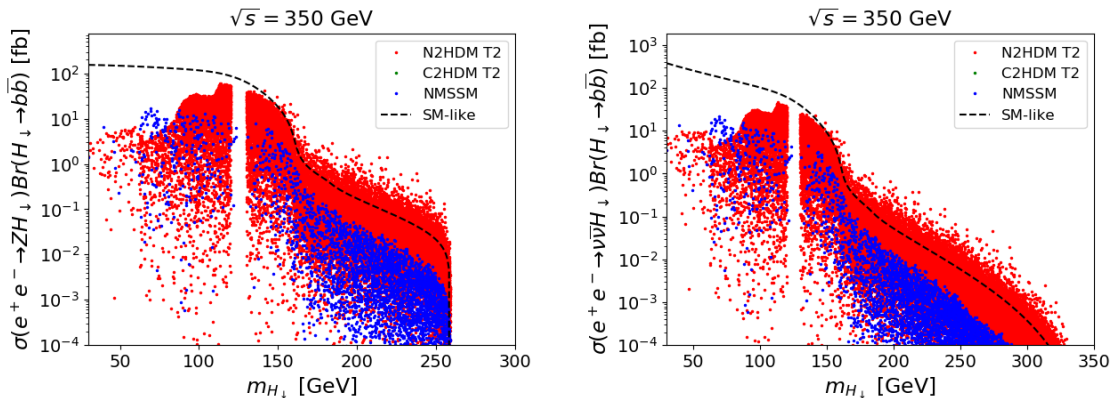 √s = 350 GeV
σ(e⁺ e⁻ → ZH↓)Br(H↓ → bb̅) [fb]
10²
10¹
10⁰
10⁻¹
10⁻²
10⁻³
10⁻⁴
N2HDM T2
C2HDM T2
NMSSM
SM-like
50 100 150 200 250 300
m_H↓ [GeV]
√s = 350 GeV
σ(e⁺ e⁻ → νν̅H↓)Br(H↓ → bb̅) [fb]
10³
10²
10¹
10⁰
10⁻¹
10⁻²
10⁻³
10⁻⁴
N2HDM T2
C2HDM T2
NMSSM
SM-like
50 100 150 200 250 300 350
m_H↓ [GeV]